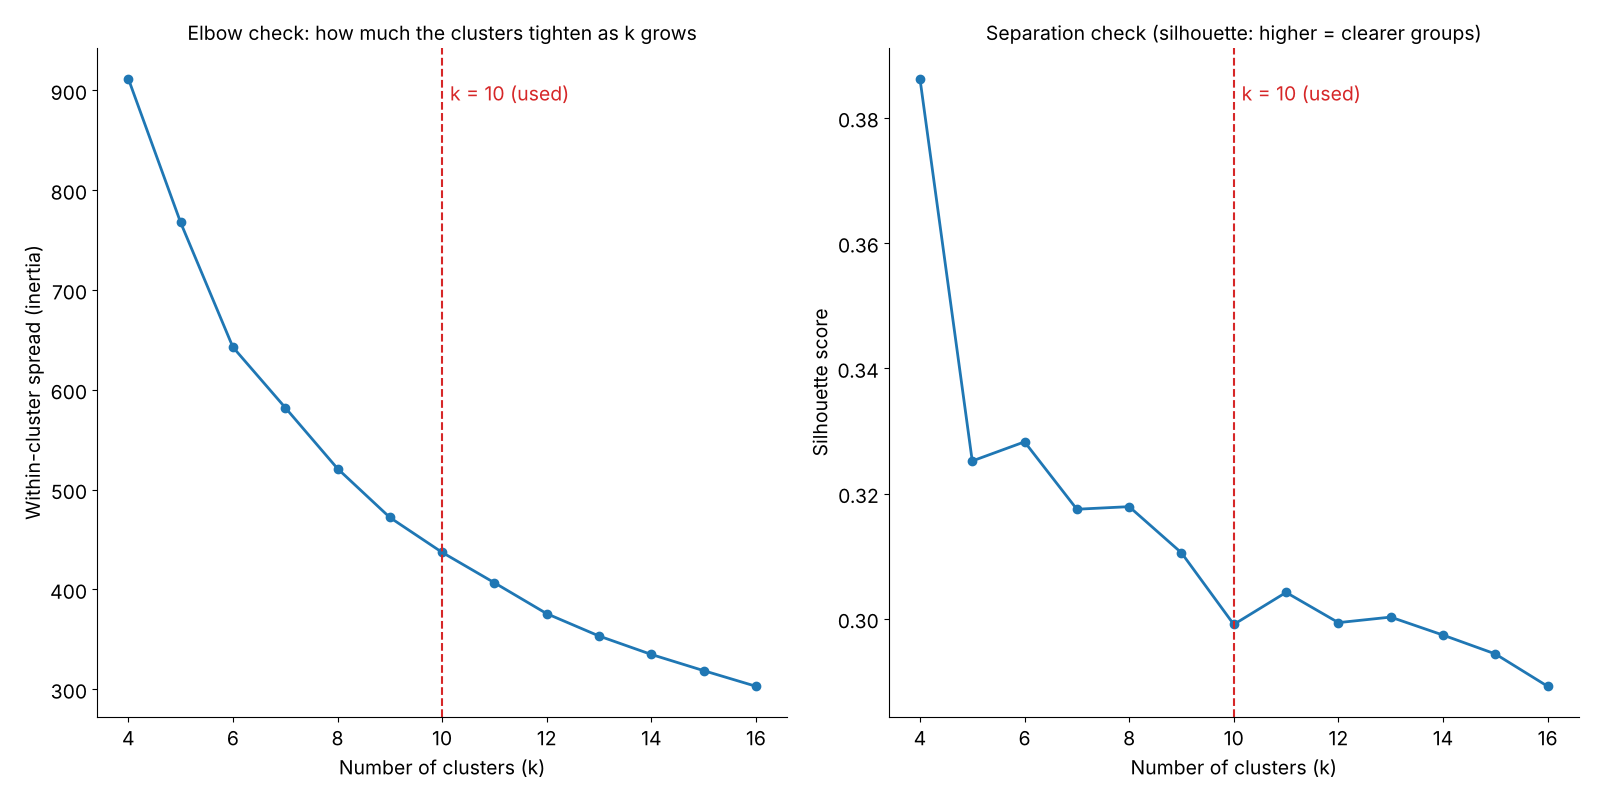 Elbow check: how much the clusters tighten as k grows
k = 10 (used)
900
800
700
600
500
400
300
Within-cluster spread (inertia)
4 6 8 10 12 14 16
Number of clusters (k)
Separation check (silhouette: higher = clearer groups)
k = 10 (used)
0.38
0.36
0.34
0.32
0.30
Silhouette score
4 6 8 10 12 14 16
Number of clusters (k)